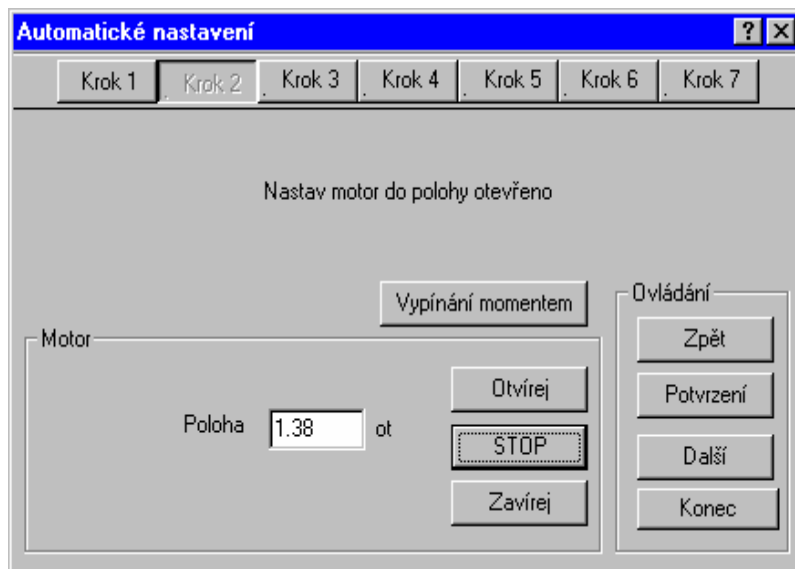 Automatické nastavení
Krok 1 Krok 2 Krok 3 Krok 4 Krok 5 Krok 6 Krok 7
Nastav motor do polohy otevřeno
Vypínání momentem
Motor
Poloha 1.38 ot
Otvírej
STOP
Zavírej
Ovládání
Zpět
Potvrzení
Další
Konec